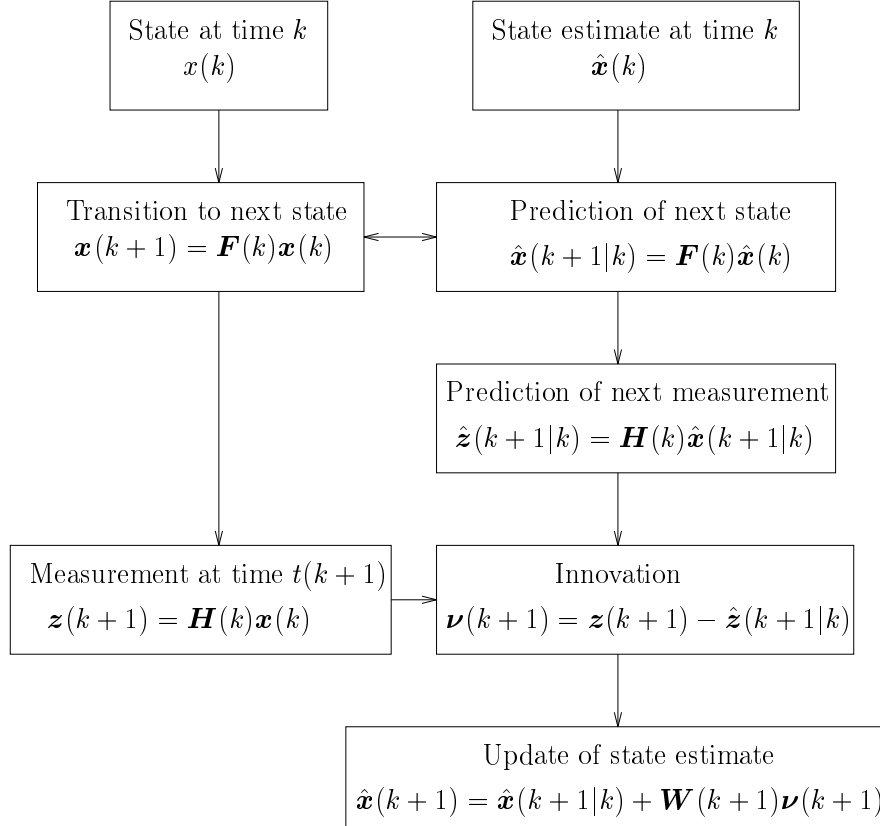 State at time k
x(k)
State estimate at time k
x̂(k)
Transition to next state
x(k + 1) = F(k)x(k)
Prediction of next state
x̂(k + 1|k) = F(k)x̂(k)
Prediction of next measurement
ẑ(k + 1|k) = H(k)x̂(k + 1|k)
Measurement at time t(k + 1)
z(k + 1) = H(k)x(k)
Innovation
ν(k + 1) = z(k + 1) − ẑ(k + 1|k)
Update of state estimate
x̂(k + 1) = x̂(k + 1|k) + W(k + 1)ν(k + 1)